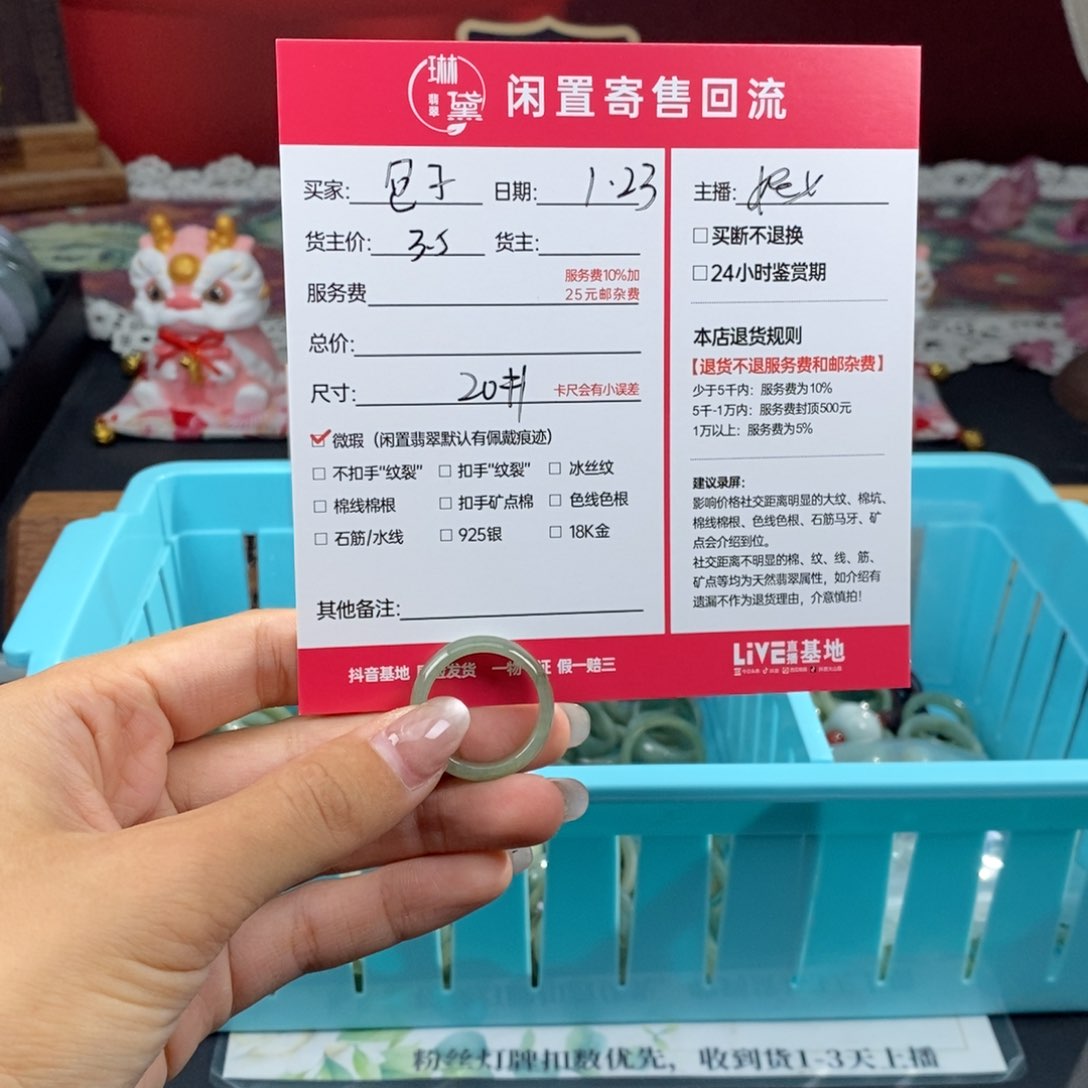 琳黛
翡翠
闲置寄售回流
买家: 包子 日期: 1·23
货主价: 35 货主:
服务费 服务费10%加
25元邮杂费
总价:
尺寸: 20# 卡尺会有小误差
☑ 微瑕（闲置翡翠默认有佩戴痕迹）
□ 不扣手“纹裂” □ 扣手“纹裂” □ 冰丝纹
□ 棉线棉根 □ 扣手矿点棉 □ 色线色根
□ 石筋/水线 □ 925银 □ 18K金
其他备注:
主播:
□ 买断不退换
□ 24小时鉴赏期
本店退货规则
【退货不退服务费和邮杂费】
少于5千内：服务费为10%
5千-1万内：服务费封顶500元
1万以上：服务费为5%
建议录屏：
影响价格社交距离明显的大纹、棉坑、
棉线棉根、色线色根、石筋马牙、矿
点会介绍到位。
社交距离不明显的棉、纹、线、筋、
矿点等均为天然翡翠属性，如介绍有
遗漏不作为退货理由，介意慎拍！
抖音基地 发货 一物 证 假一赔三
LiVE直播基地
粉丝灯牌扣数优先，收到货1-3天上播